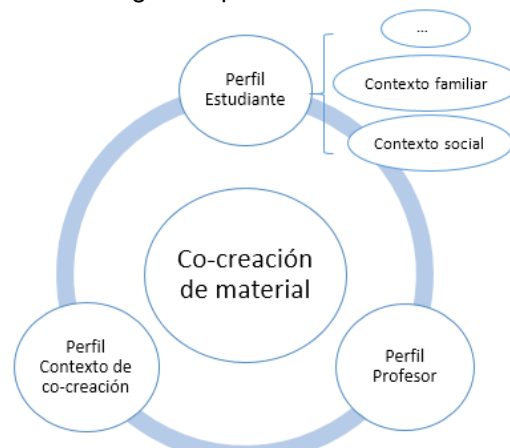 ...
Perfil
Estudiante
Contexto familiar
Contexto social
Co-creación
de material
Perfil
Contexto de
co-creación
Perfil
Profesor